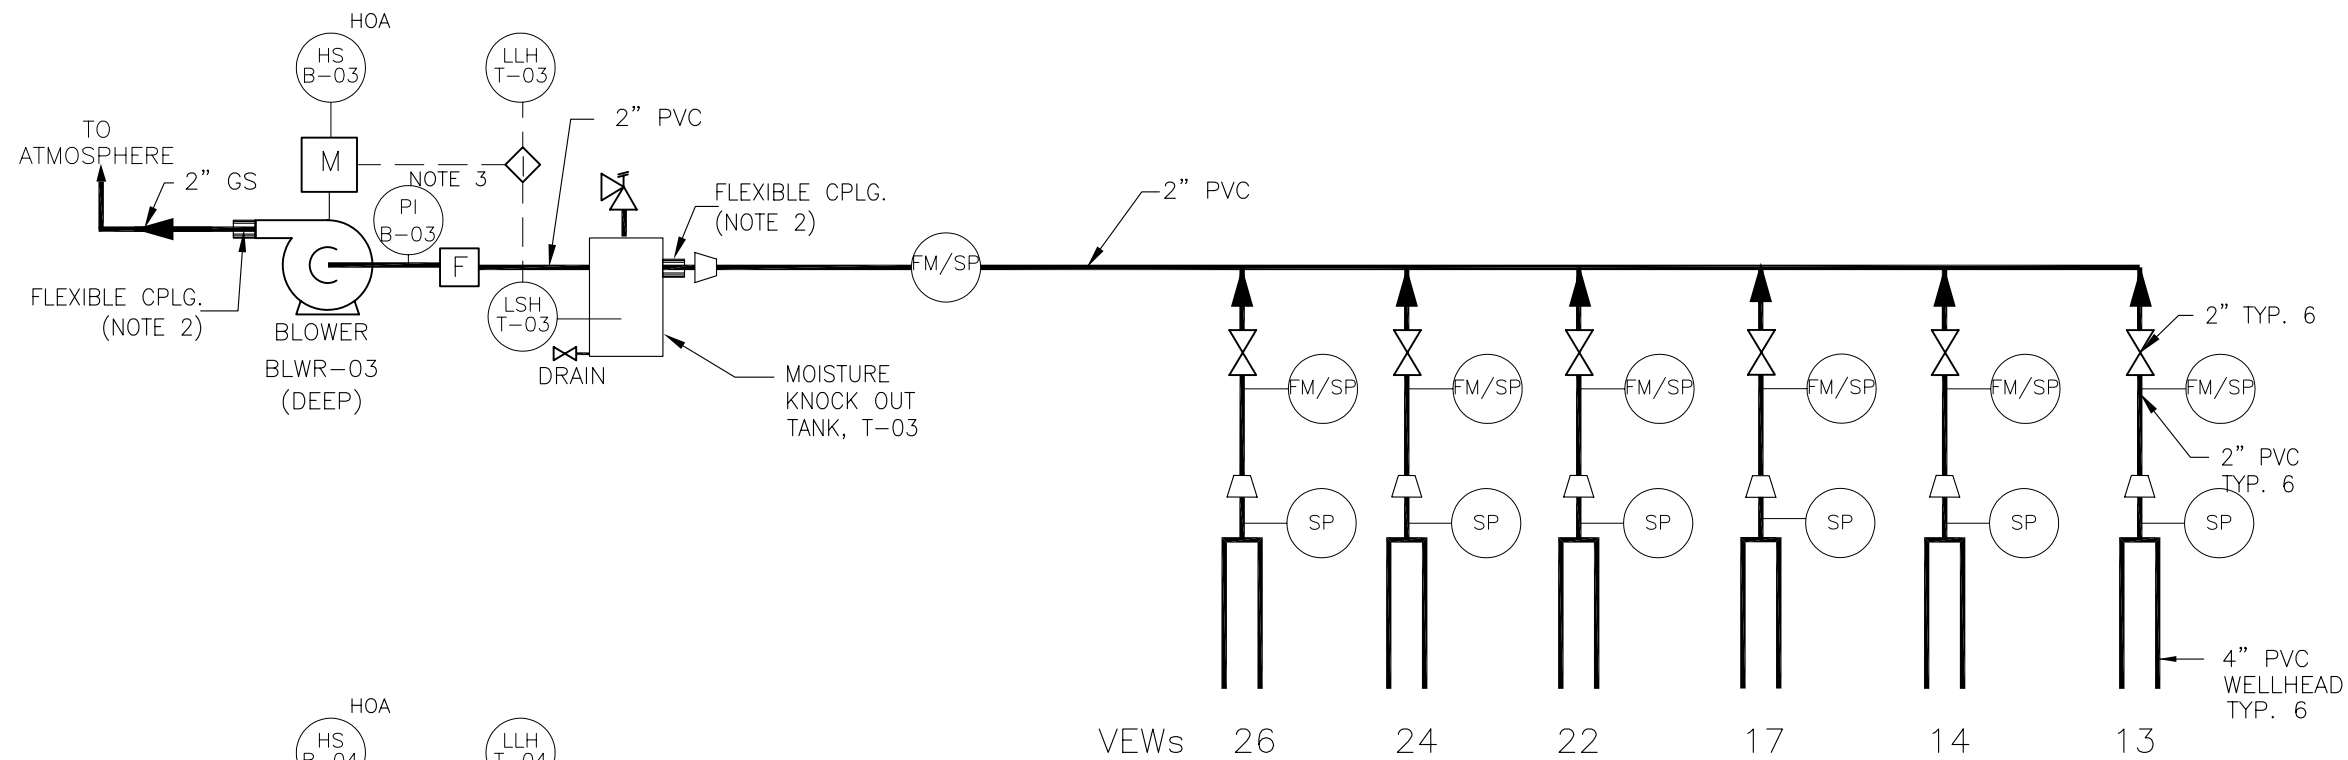 HOA
HS
B-03
LLH
T-03
TO
ATMOSPHERE
2" GS
M
NOTE 3
2" PVC
PI
B-03
F
FLEXIBLE CPLG.
(NOTE 2)
FM/SP
2" PVC
FLEXIBLE CPLG.
(NOTE 2)
BLOWER
BLWR-03
(DEEP)
LSH
T-03
DRAIN
MOISTURE
KNOCK OUT
TANK, T-03
2" TYP. 6
FM/SP
FM/SP
FM/SP
FM/SP
FM/SP
FM/SP
2" PVC
TYP. 6
SP
SP
SP
SP
SP
SP
4" PVC
WELLHEAD
TYP. 6
VEWs 26 24 22 17 14 13
HOA
HS
B-04
LLH
T-04